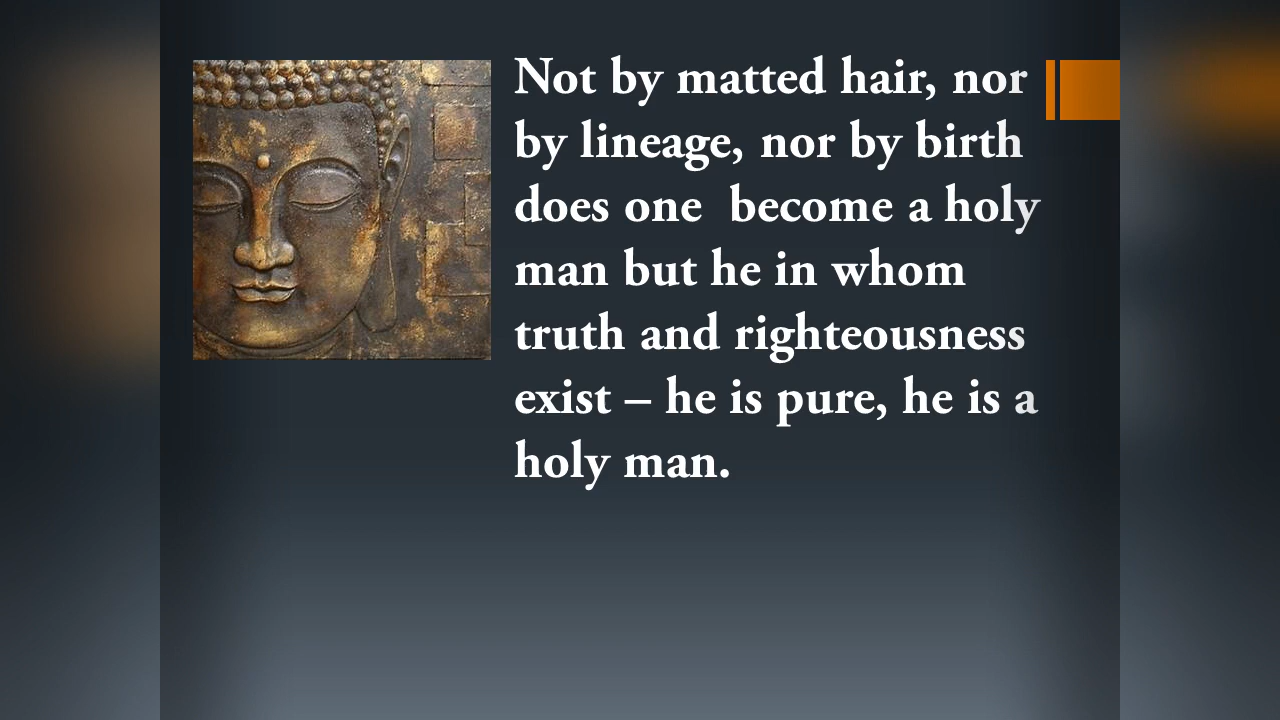 Not by matted hair, nor
by lineage, nor by birth
does one  become a holy
man but he in whom
truth and righteousness
exist – he is pure, he is a
holy man.